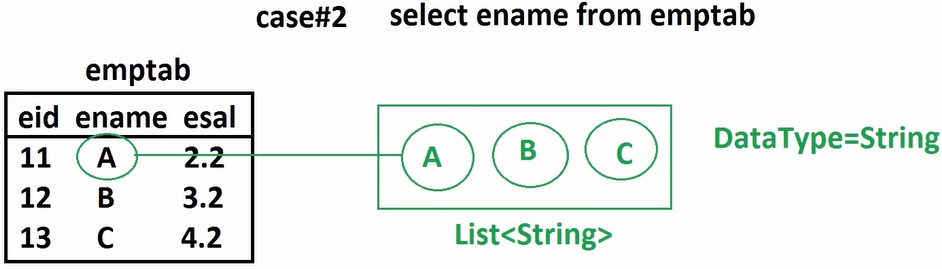 case#2 select ename from emptab
emptab
eid ename esal
11 A 2.2
12 B 3.2
13 C 4.2
A B C
DataType=String
List<String>